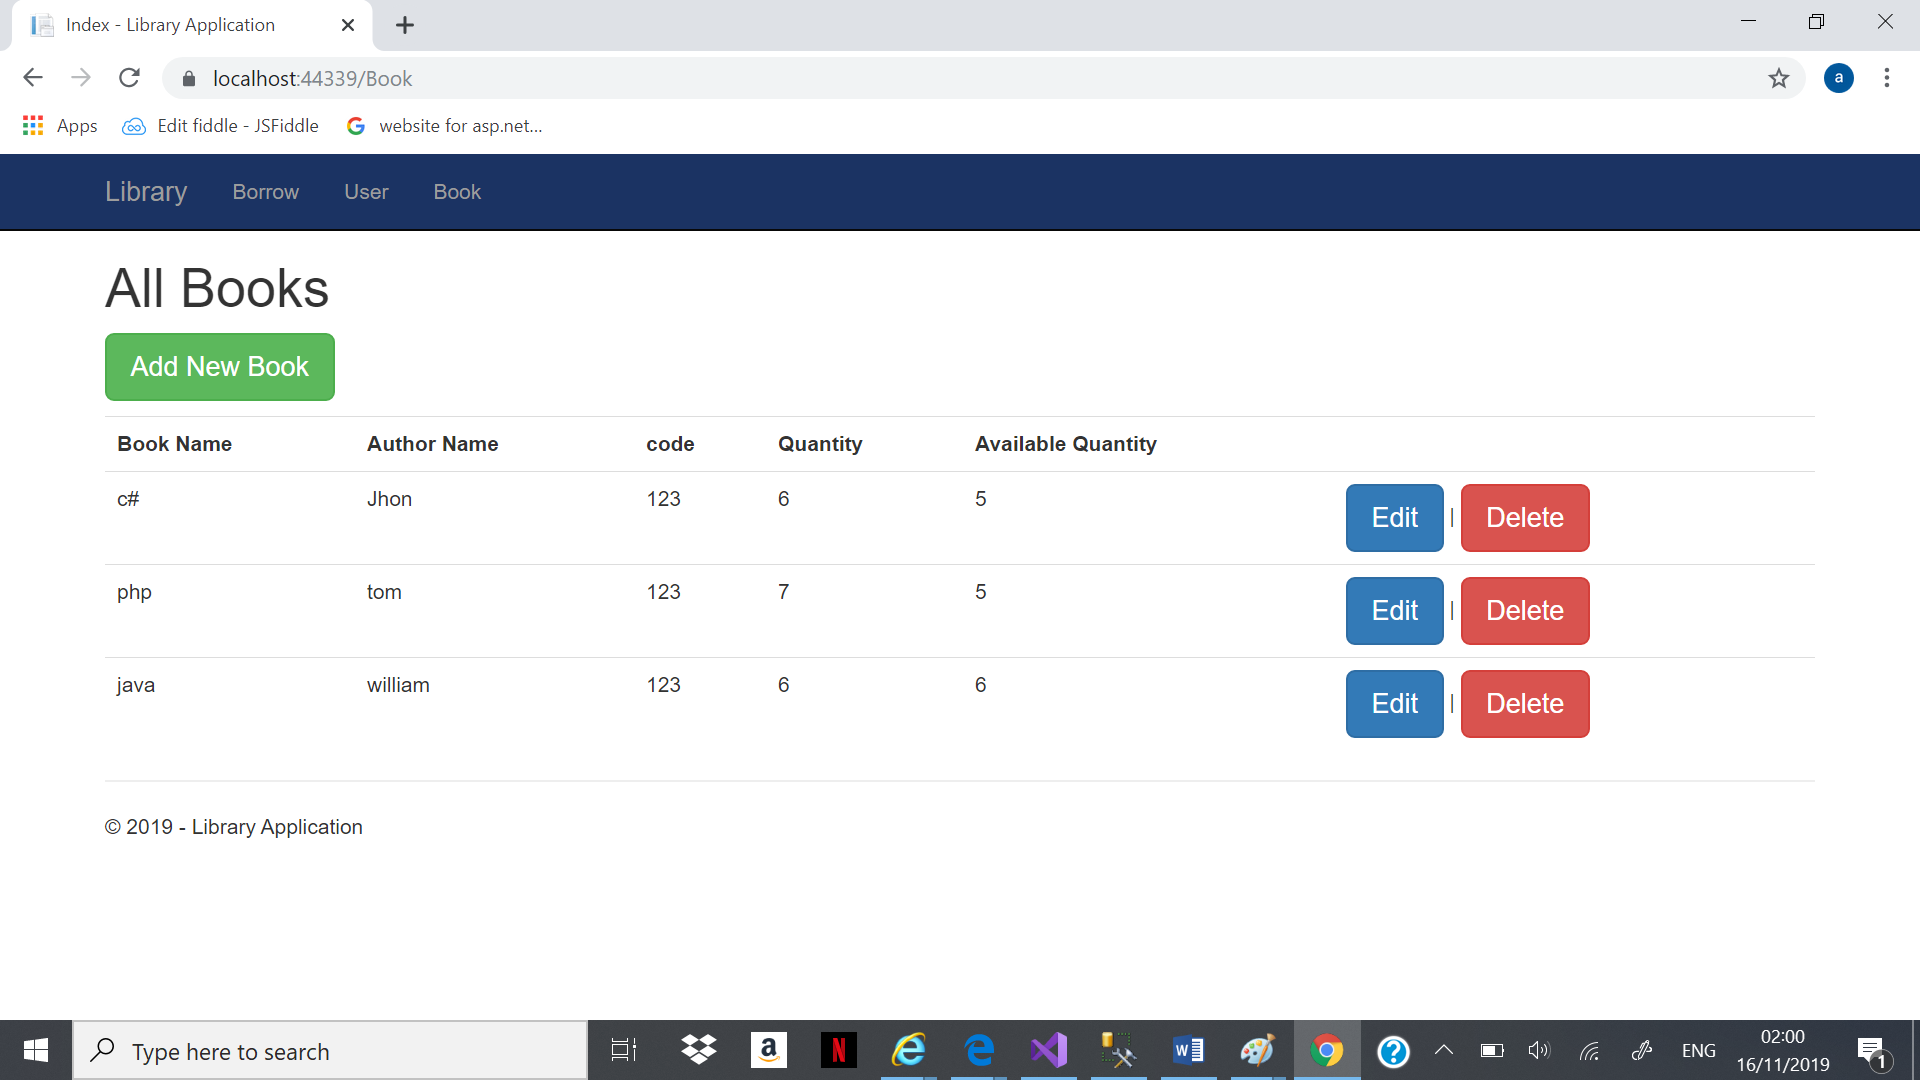 Index - Library Application
localhost:44339/Book
a
Apps Edit fiddle - JSFiddle website for asp.net...
Library Borrow User Book
All Books
Add New Book
Book Name Author Name code Quantity Available Quantity
c# Jhon 123 6 5 Edit | Delete
php tom 123 7 5 Edit | Delete
java william 123 6 6 Edit | Delete
© 2019 - Library Application
Type here to search
ENG
02:00
16/11/2019
1